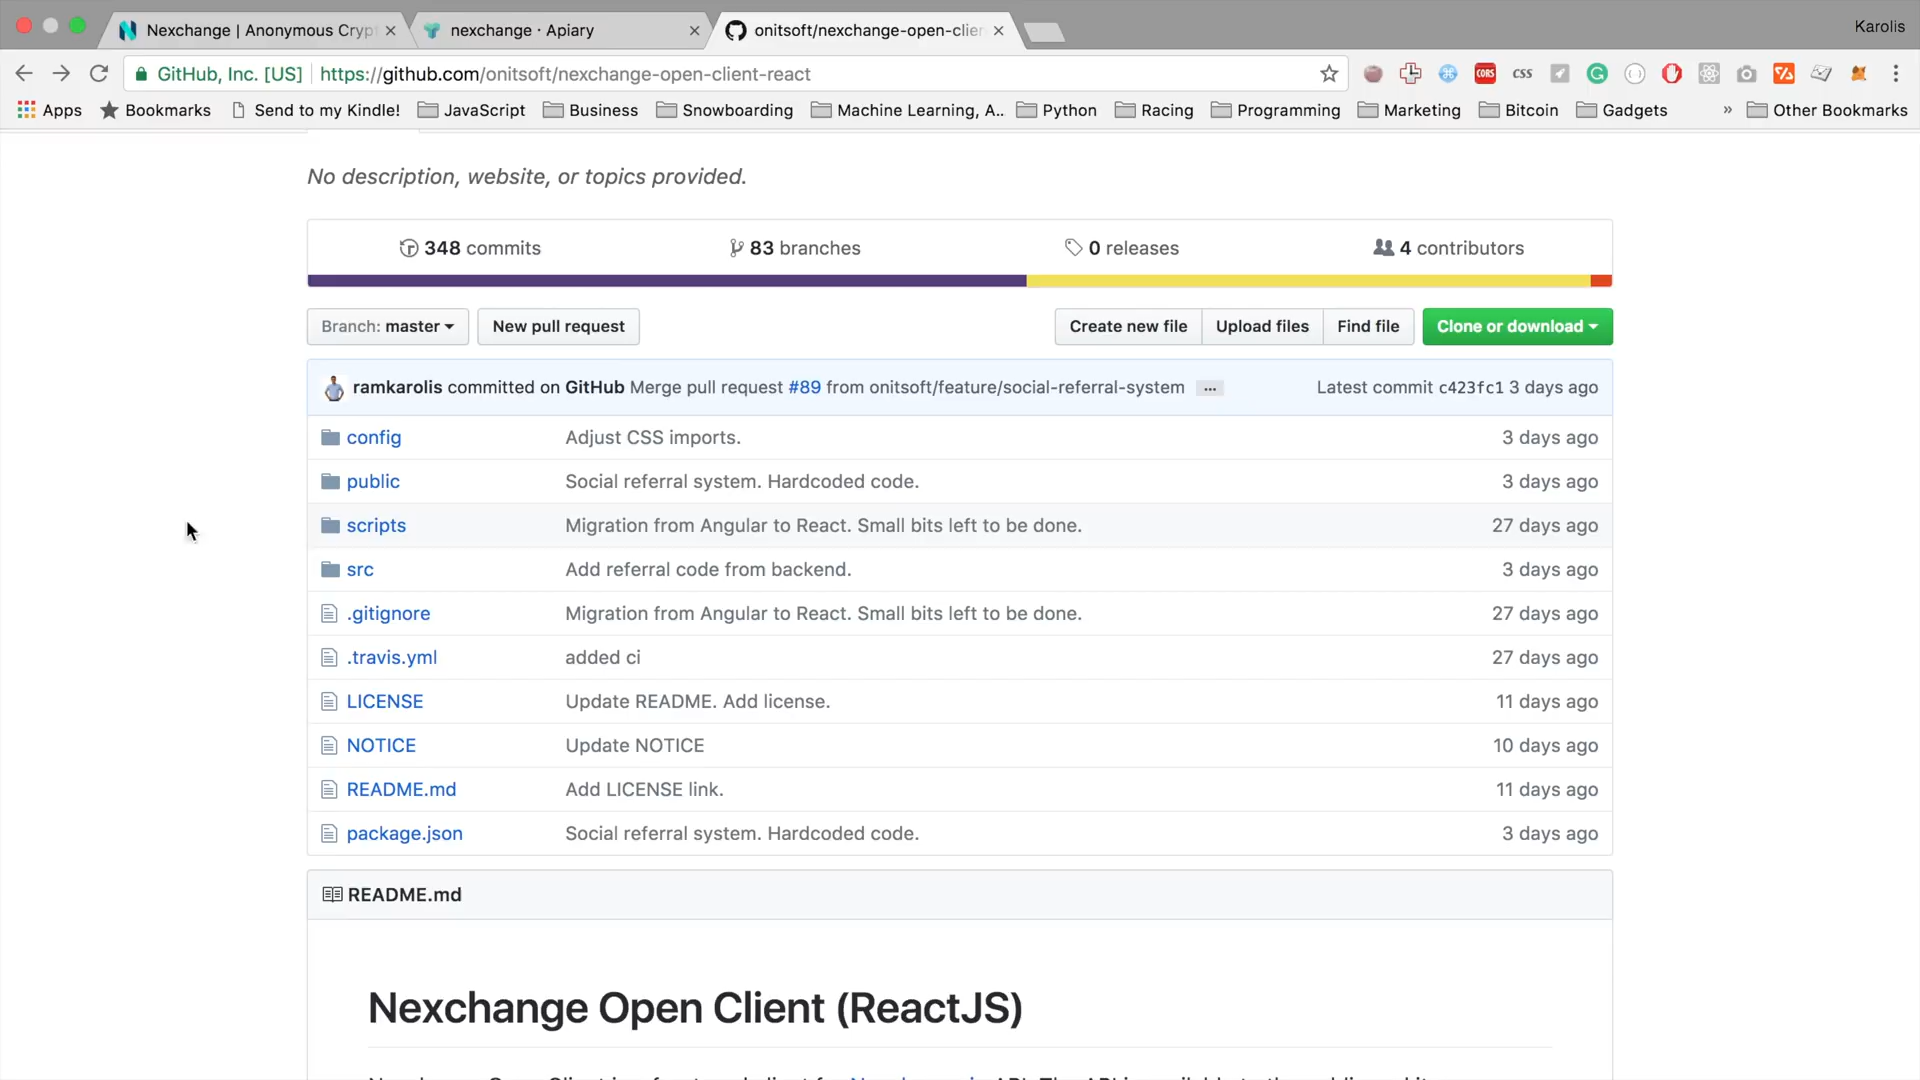 Nexchange | Anonymous Cryp
nexchange · Apiary
onitsoft/nexchange-open-clien
Karolis
GitHub, Inc. [US]
https://github.com/onitsoft/nexchange-open-client-react
CORS
CSS
Apps
Bookmarks
Send to my Kindle!
JavaScript
Business
Snowboarding
Machine Learning, A..
Python
Racing
Programming
Marketing
Bitcoin
Gadgets
»
Other Bookmarks
No description, website, or topics provided.
348 commits
83 branches
0 releases
4 contributors
Branch: master
New pull request
Create new file
Upload files
Find file
Clone or download
ramkarolis committed on GitHub Merge pull request #89 from onitsoft/feature/social-referral-system ...
Latest commit c423fc1 3 days ago
config Adjust CSS imports. 3 days ago
public Social referral system. Hardcoded code. 3 days ago
scripts Migration from Angular to React. Small bits left to be done. 27 days ago
src Add referral code from backend. 3 days ago
.gitignore Migration from Angular to React. Small bits left to be done. 27 days ago
.travis.yml added ci 27 days ago
LICENSE Update README. Add license. 11 days ago
NOTICE Update NOTICE 10 days ago
README.md Add LICENSE link. 11 days ago
package.json Social referral system. Hardcoded code. 3 days ago
README.md
Nexchange Open Client (ReactJS)